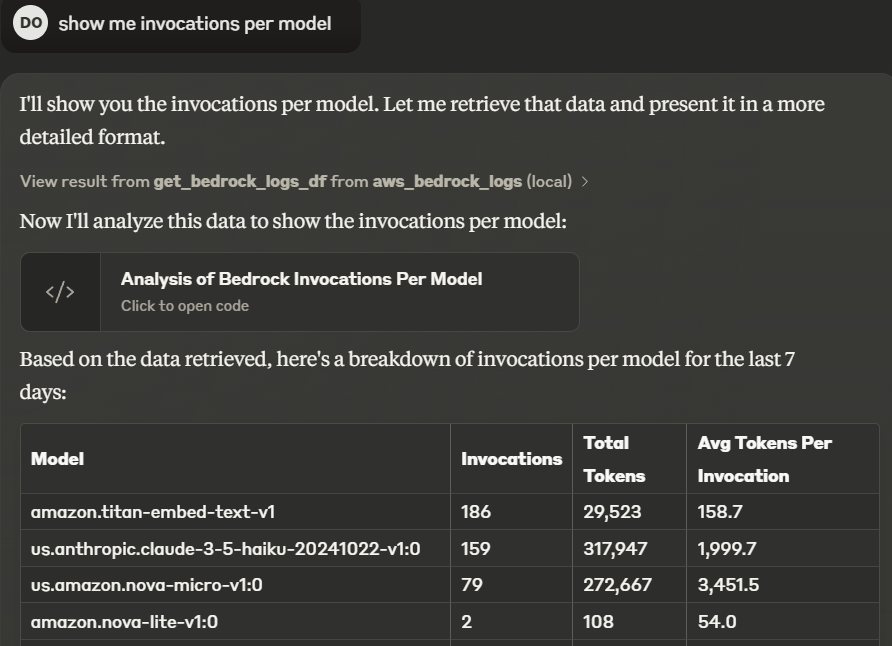 DO show me invocations per model
I'll show you the invocations per model. Let me retrieve that data and present it in a more
detailed format.
View result from get_bedrock_logs_df from aws_bedrock_logs (local) >
Now I'll analyze this data to show the invocations per model:
</> Analysis of Bedrock Invocations Per Model
Click to open code
Based on the data retrieved, here's a breakdown of invocations per model for the last 7
days:
Model Invocations Total Tokens Avg Tokens Per Invocation
amazon.titan-embed-text-v1 186 29,523 158.7
us.anthropic.claude-3-5-haiku-20241022-v1:0 159 317,947 1,999.7
us.amazon.nova-micro-v1:0 79 272,667 3,451.5
amazon.nova-lite-v1:0 2 108 54.0